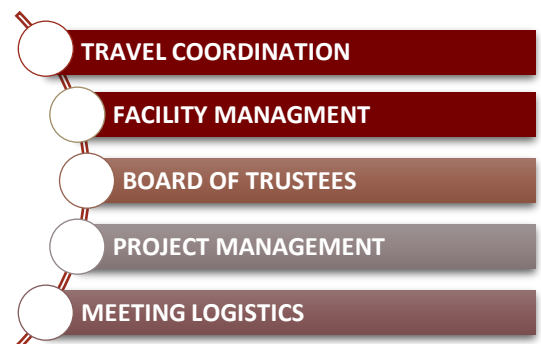 TRAVEL COORDINATION
FACILITY MANAGMENT
BOARD OF TRUSTEES
PROJECT MANAGEMENT
MEETING LOGISTICS